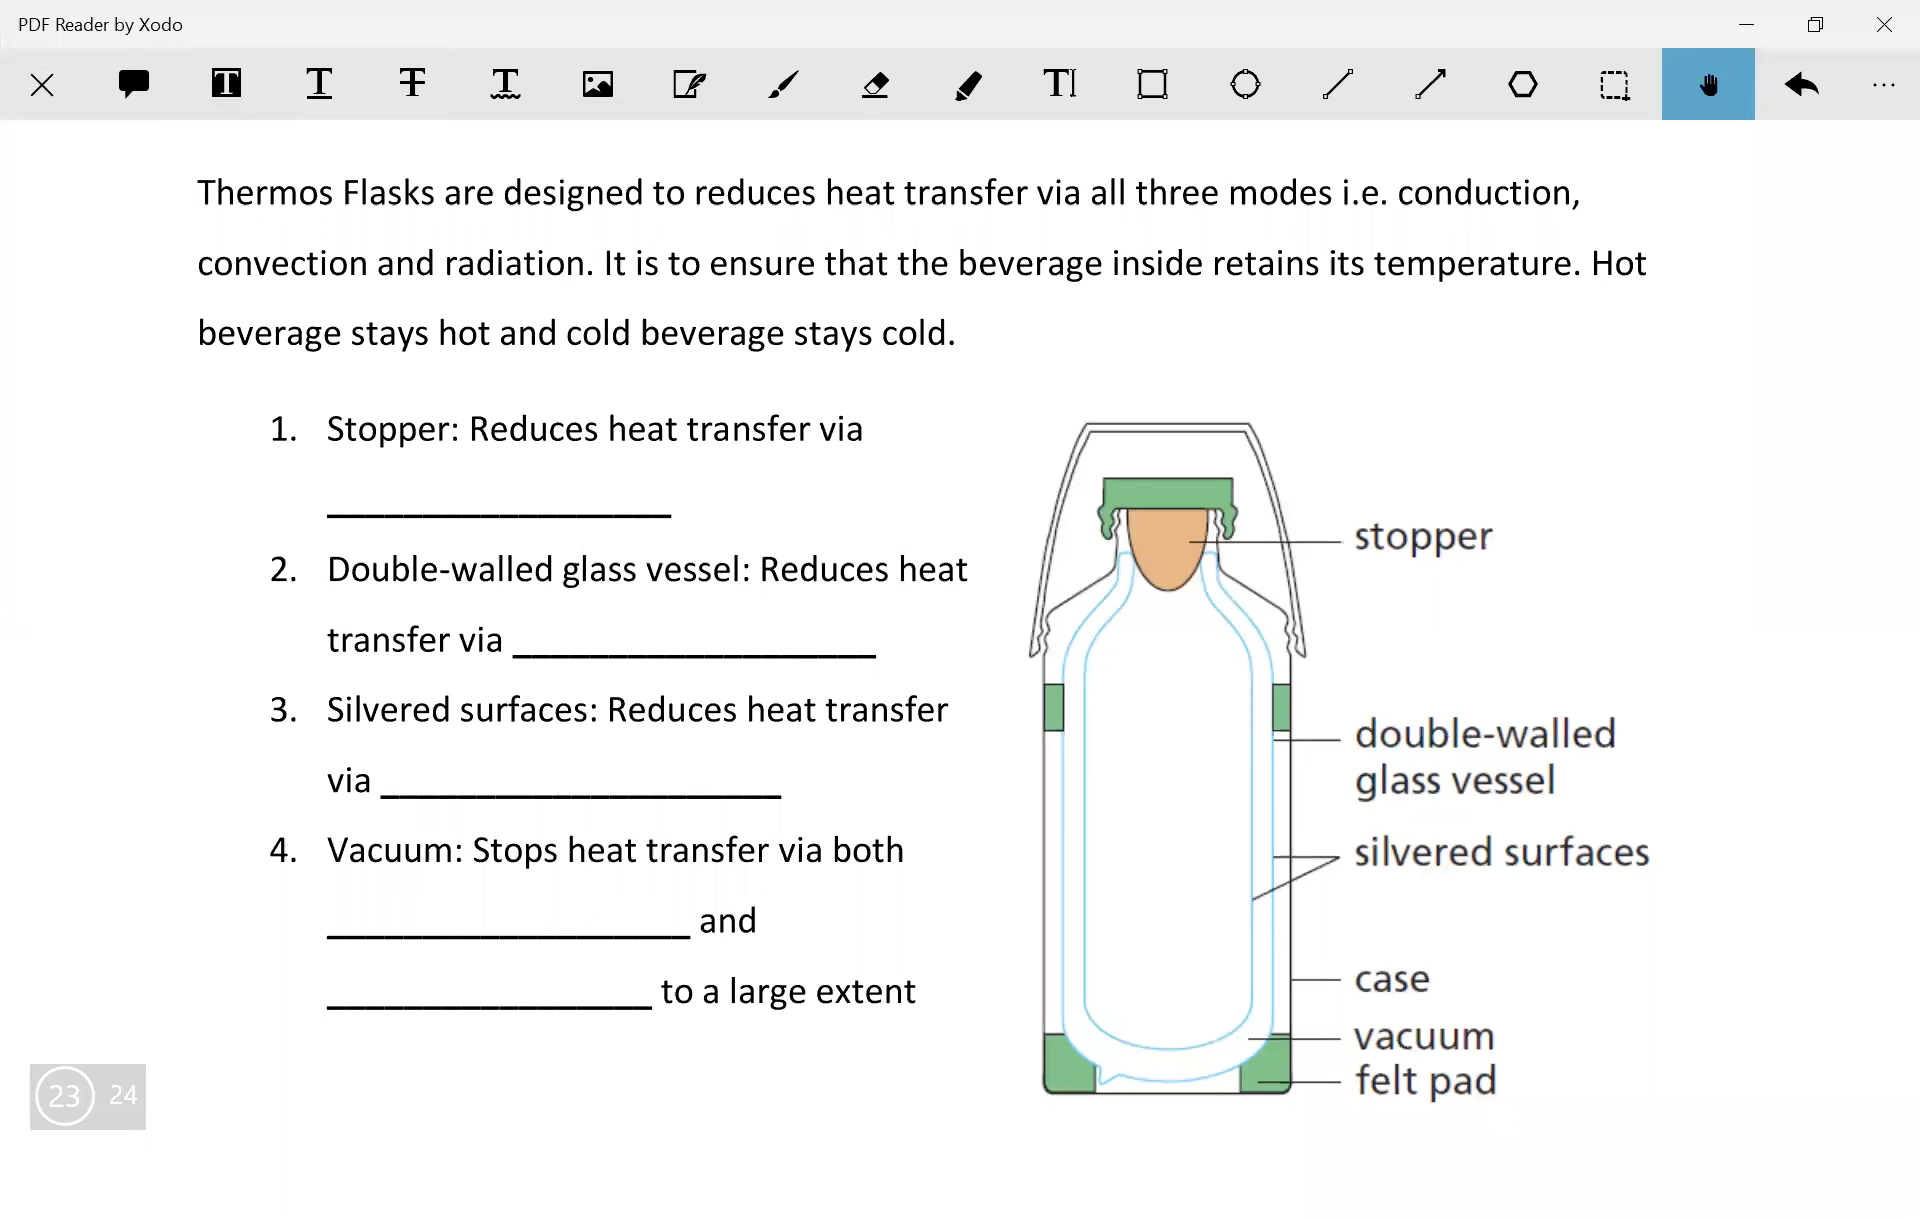 PDF Reader by Xodo
Thermos Flasks are designed to reduces heat transfer via all three modes i.e. conduction,
convection and radiation. It is to ensure that the beverage inside retains its temperature. Hot
beverage stays hot and cold beverage stays cold.
1. Stopper: Reduces heat transfer via
__________________
2. Double-walled glass vessel: Reduces heat
transfer via ___________________
3. Silvered surfaces: Reduces heat transfer
via _____________________
4. Vacuum: Stops heat transfer via both
___________________ and
_________________ to a large extent
stopper
double-walled
glass vessel
silvered surfaces
case
vacuum
felt pad
23 24